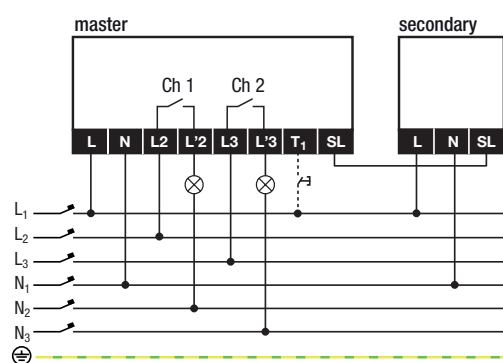 master secondary
Ch 1 Ch 2
L N L2 L'2 L3 L'3 T1 SL L N SL
L1
L2
L3
N1
N2
N3